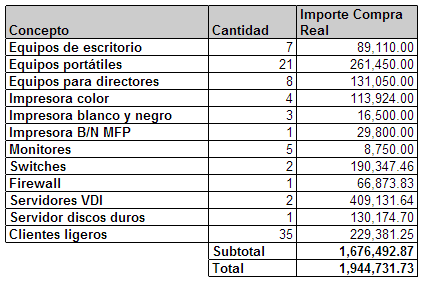 Concepto Cantidad Importe Compra Real
Equipos de escritorio 7 89,110.00
Equipos portátiles 21 261,450.00
Equipos para directores 8 131,050.00
Impresora color 4 113,924.00
Impresora blanco y negro 3 16,500.00
Impresora B/N MFP 1 29,800.00
Monitores 5 8,750.00
Switches 2 190,347.46
Firewall 1 66,873.83
Servidores VDI 2 409,131.64
Servidor discos duros 1 130,174.70
Clientes ligeros 35 229,381.25
Subtotal 1,676,492.87
Total 1,944,731.73